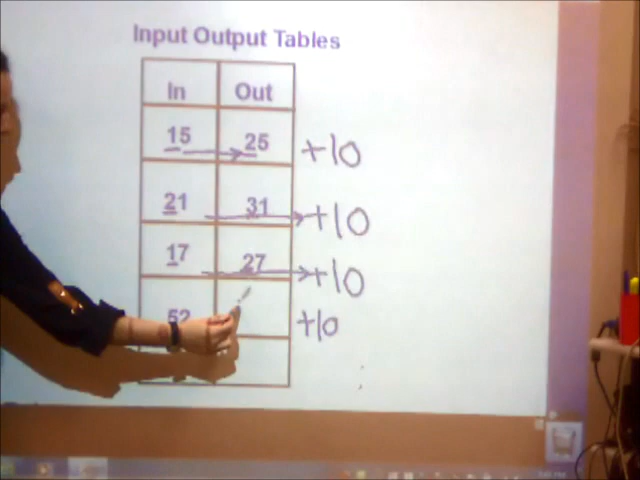 Input Output Tables
In Out
15 25 +10
21 31 +10
17 27 +10
52 +10